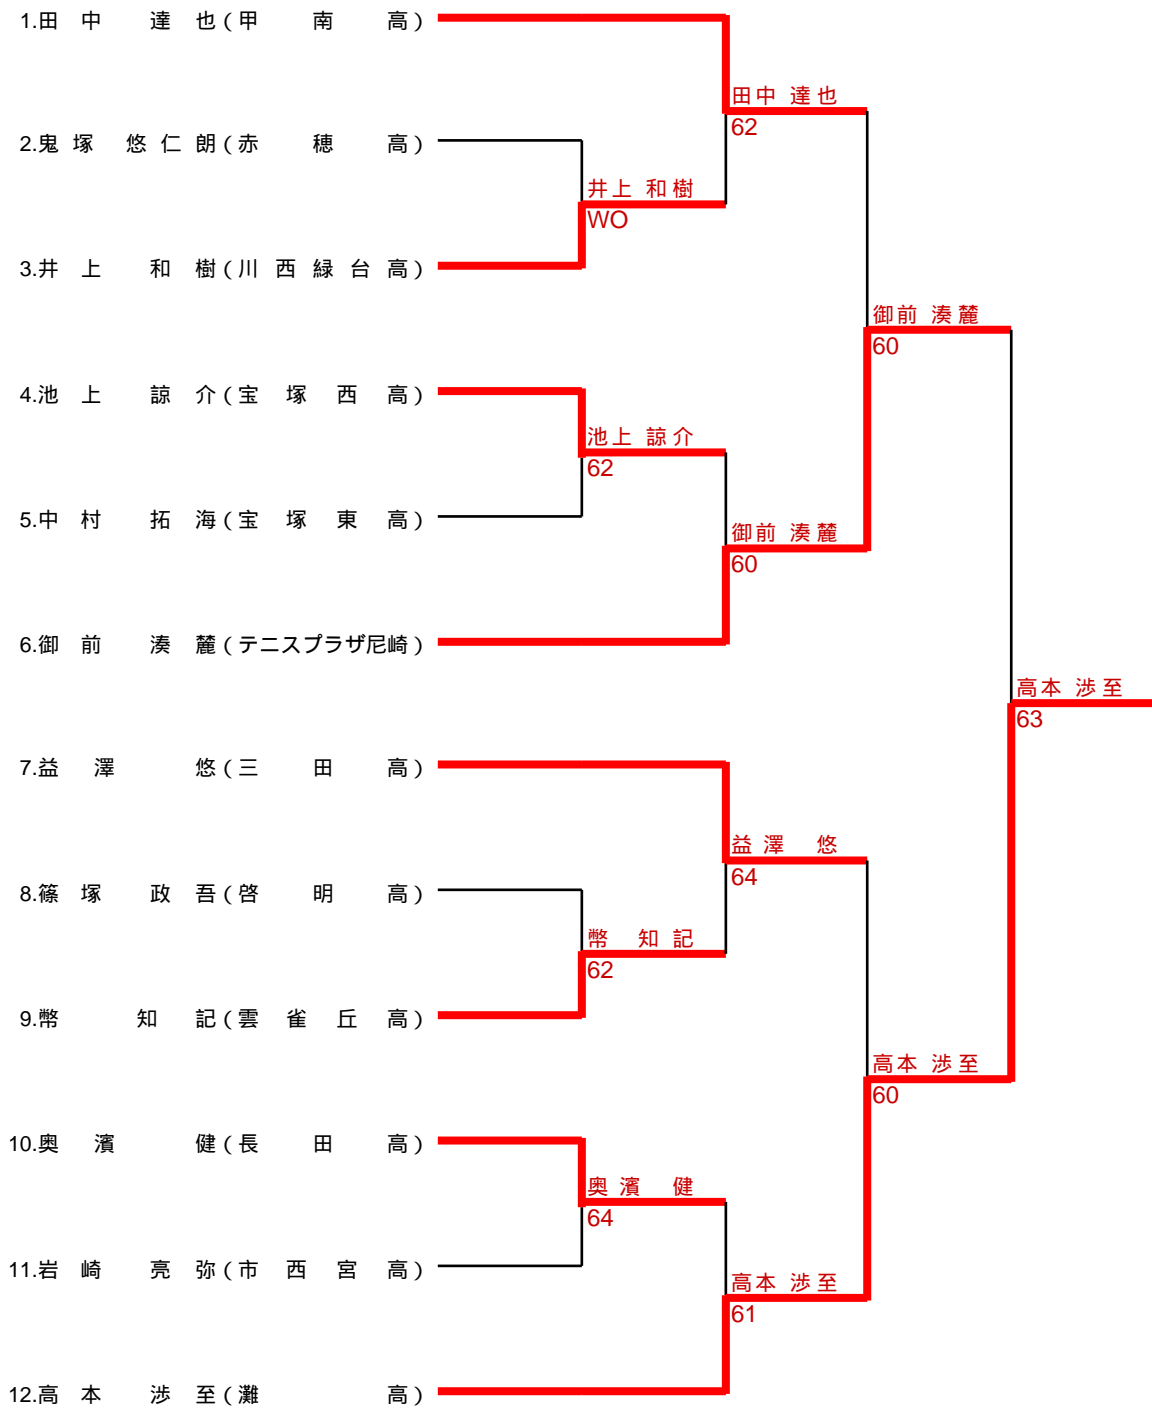 1.田中 達也(甲南高)
田中 達也
62
2.鬼塚 悠仁朗(赤穂高)
井上 和樹
WO
3.井上 和樹(川西緑台高)
御前 湊麓
60
4.池上 諒介(宝塚西高)
池上 諒介
62
5.中村 拓海(宝塚東高)
御前 湊麓
60
6.御前 湊麓(テニスプラザ尼崎)
高本 渉至
63
7.益澤 悠(三田高)
益澤 悠
64
8.篠塚 政吾(啓明高)
幣 知記
62
9.幣 知記(雲雀丘高)
高本 渉至
60
10.奥濱 健(長田高)
奥濱 健
64
11.岩崎 亮弥(市西宮高)
高本 渉至
61
12.高本 渉至(灘高)